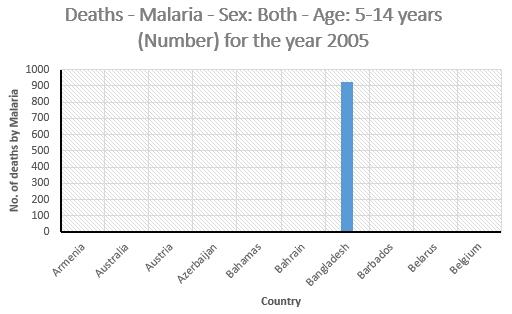 Deaths - Malaria - Sex: Both - Age: 5-14 years
(Number) for the year 2005
No. of deaths by Malaria
1000
900
800
700
600
500
400
300
200
100
0
Armenia
Australia
Austria
Azerbaijan
Bahamas
Bahrain
Bangladesh
Barbados
Belarus
Belgium
Country